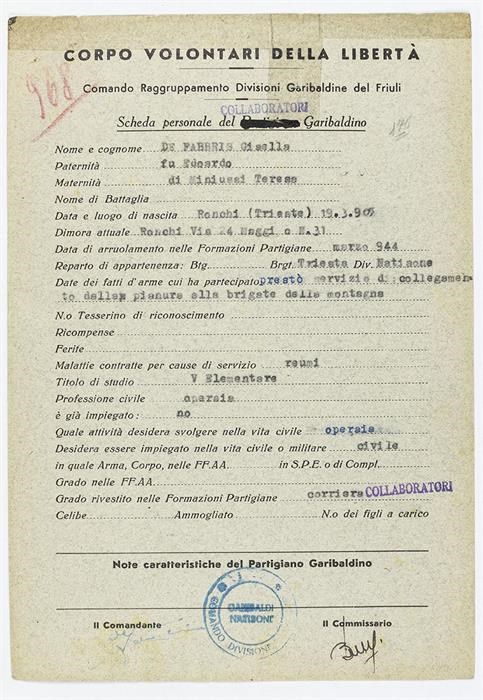 CORPO VOLONTARI DELLA LIBERTÀ
968
Comando Raggruppamento Divisioni Garibaldine del Friuli
COLLABORATORI
Scheda personale del Garibaldino
Nome e cognome DE FABBRIS Gisella
Paternità fu Edoardo
Maternità di Miniussi Teresa
Nome di Battaglia
Data e luogo di nascita Ronchi (Trieste) 19.3.905
Dimora attuale Ronchi Via 24 Maggi o N.31
Data di arruolamento nelle Formazioni Partigiane marzo 944
Reparto di appartenenza: Btg. Brgt. Trieste Div. Natisone
Date dei fatti d'arme cui ha partecipato prestò servizio di collegamen-
to dalla pianura alla brigate della montagna
N.o Tesserino di riconoscimento
Ricompense
Ferite
Malattie contratte per cause di servizio reumi
Titolo di studio V Elementare
Professione civile operaia
è già impiegato: no
Quale attività desidera svolgere nella vita civile operaia
Desidera essere impiegato nella vita civile o militare civile
in quale Arma, Corpo, nelle FF.AA. in S.P.E. o di Compl.
Grado nelle FF.AA.
Grado rivestito nelle Formazioni Partigiane corriera COLLABORATORI
Celibe Ammogliato N.o dei figli a carico
Note caratteristiche del Partigiano Garibaldino
Il Comandante
GARIBALDI
NATISONE
COMANDO DIVISIONE
Il Commissario